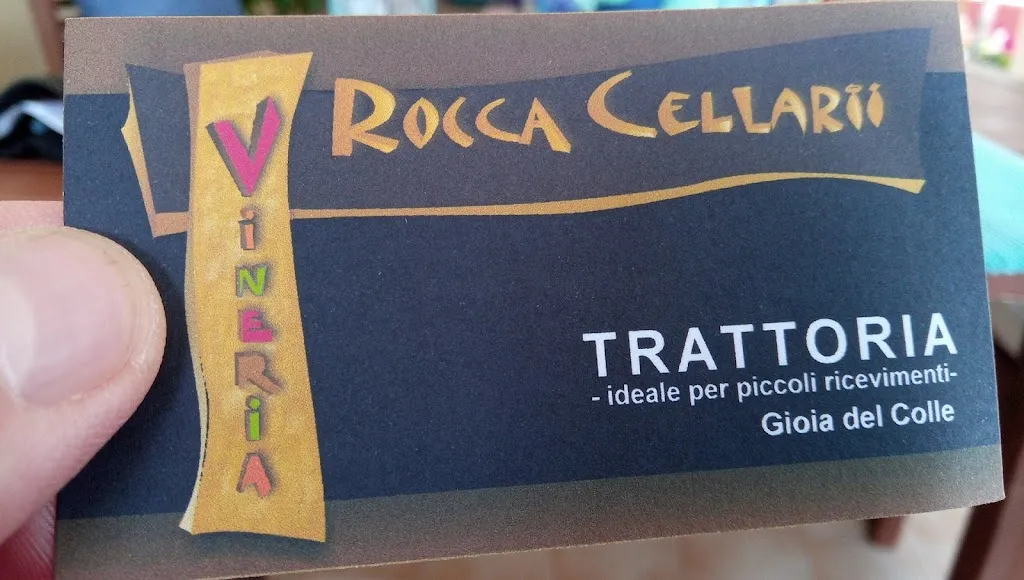 ROCCA CELLARII
ViNERiA
TRATTORIA
- ideale per piccoli ricevimenti-
Gioia del Colle